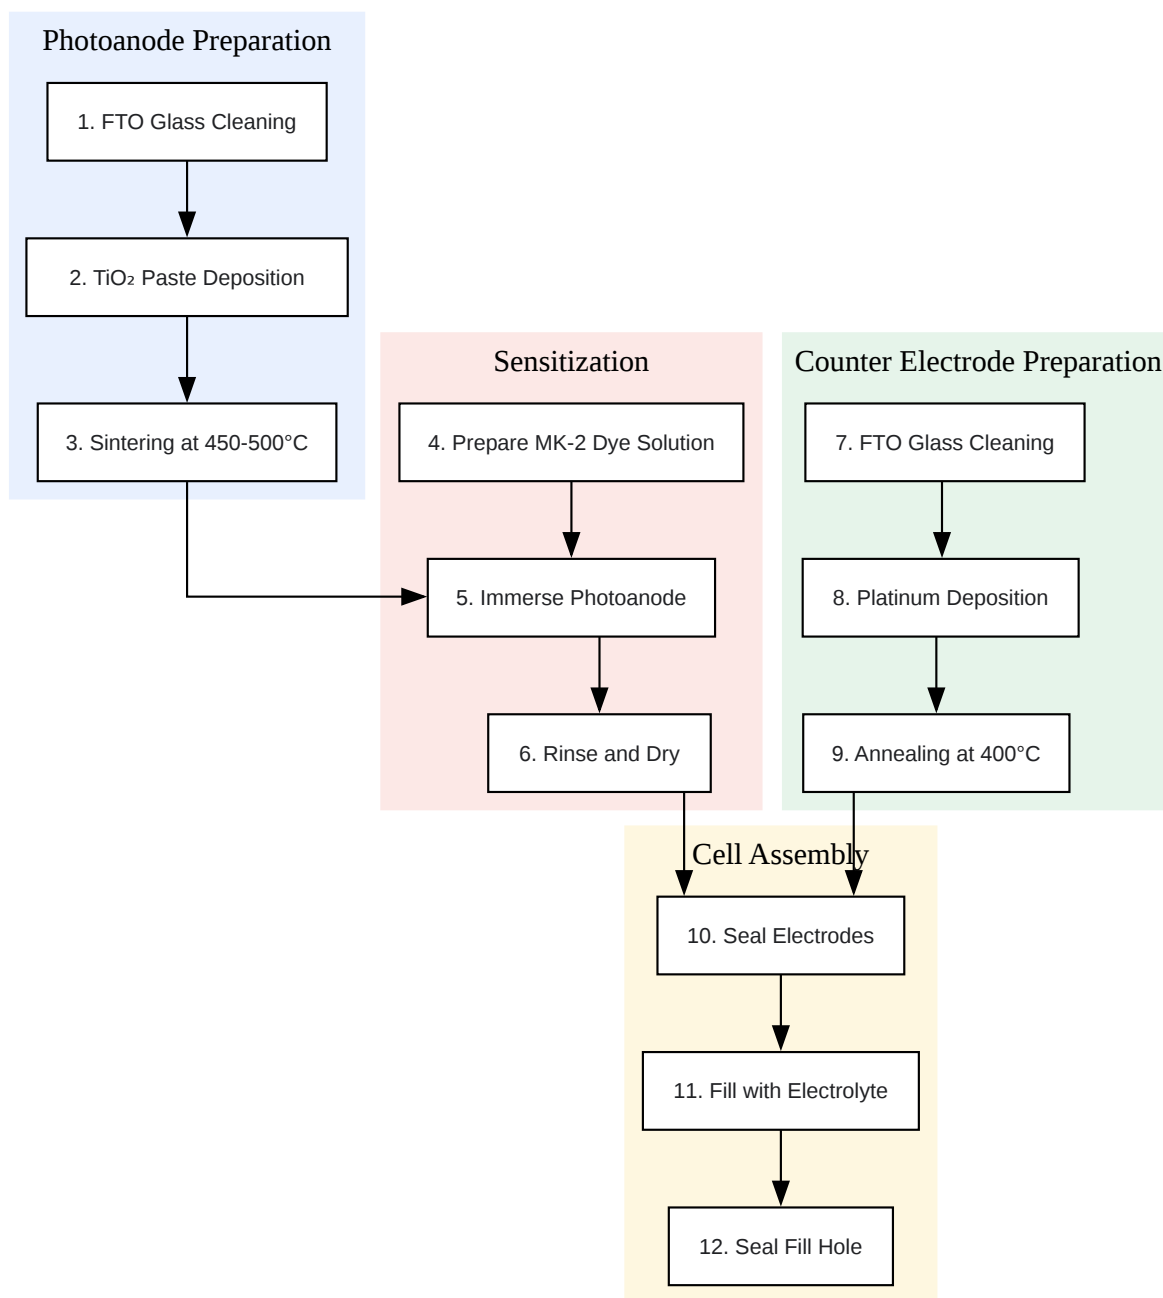 Photoanode Preparation
1. FTO Glass Cleaning
2. TiO₂ Paste Deposition
3. Sintering at 450-500°C
Sensitization
4. Prepare MK-2 Dye Solution
5. Immerse Photoanode
6. Rinse and Dry
Counter Electrode Preparation
7. FTO Glass Cleaning
8. Platinum Deposition
9. Annealing at 400°C
Cell Assembly
10. Seal Electrodes
11. Fill with Electrolyte
12. Seal Fill Hole